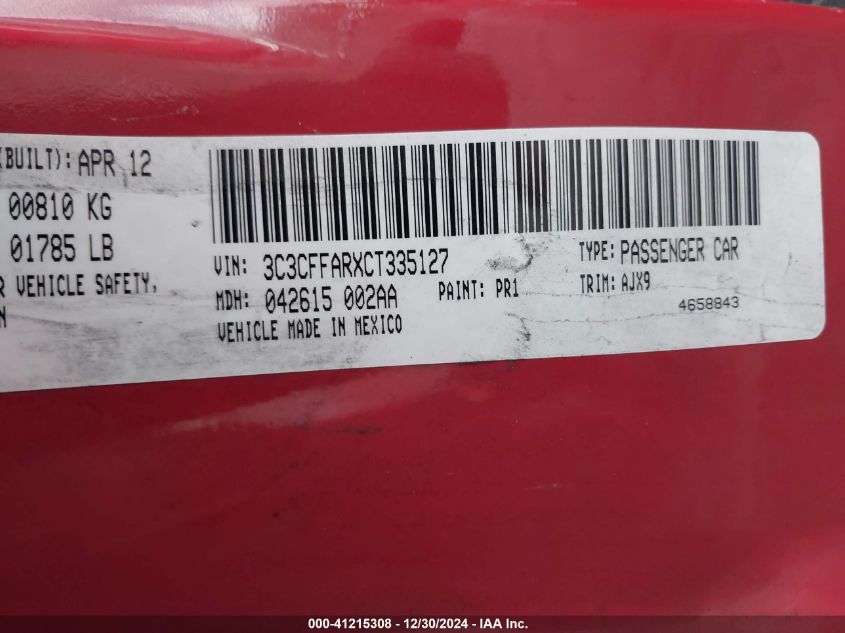 (BUILT): APR 12
00810 KG
01785 LB
VEHICLE SAFETY,
VIN: 3C3CFFARXCT335127
TYPE: PASSENGER CAR
MDH: 042615 002AA
PAINT: PR1
TRIM: AJX9
VEHICLE MADE IN MEXICO
4658843
000-41215308 - 12/30/2024 - IAA Inc.